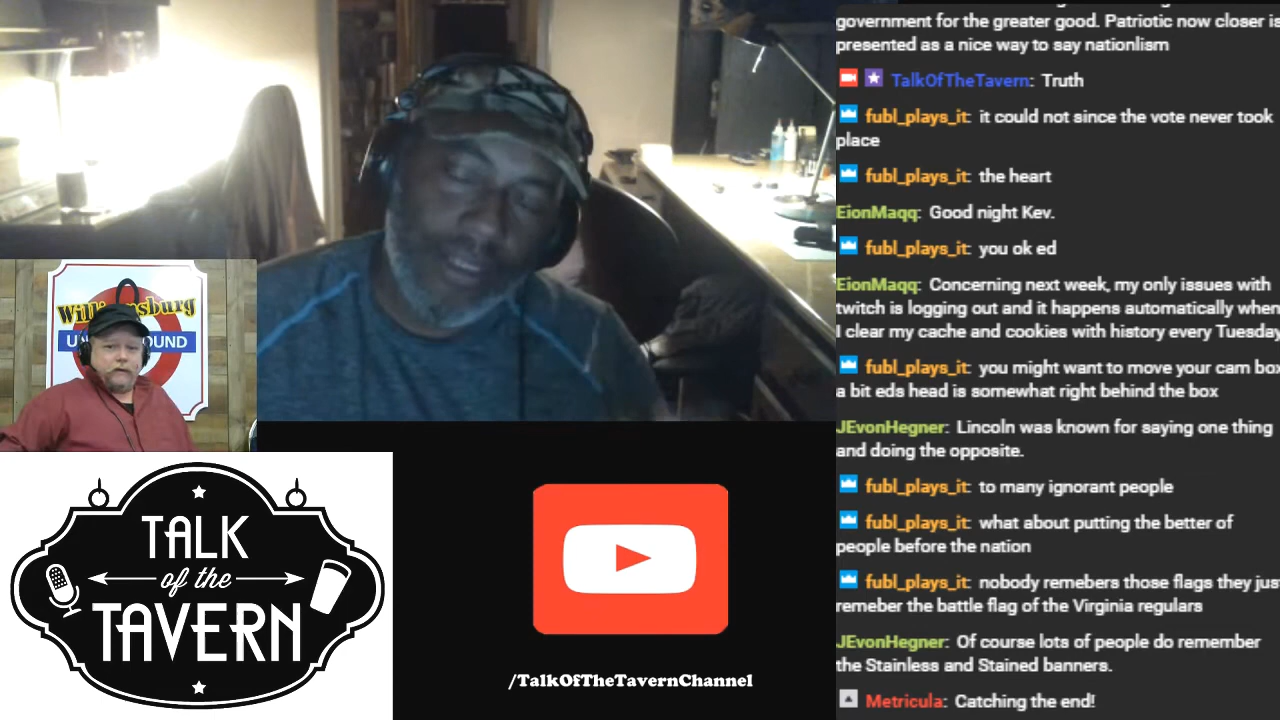 government for the greater good. Patriotic now closer is
presented as a nice way to say nationlism
TalkOfTheTavern: Truth
fubl_plays_it: it could not since the vote never took
place
fubl_plays_it: the heart
EionMaqq: Good night Kev.
fubl_plays_it: you ok ed
EionMaqq: Concerning next week, my only issues with
twitch is logging out and it happens automatically when
I clear my cache and cookies with history every Tuesday
fubl_plays_it: you might want to move your cam box
a bit eds head is somewhat right behind the box
JEvonHegner: Lincoln was known for saying one thing
and doing the opposite.
fubl_plays_it: to many ignorant people
fubl_plays_it: what about putting the better of
people before the nation
fubl_plays_it: nobody remebers those flags they jus
remeber the battle flag of the Virginia regulars
JEvonHegner: Of course lots of people do remember
the Stainless and Stained banners.
Metricula: Catching the end!
TALK
of the
TAVERN
/TalkOfTheTavernChannel